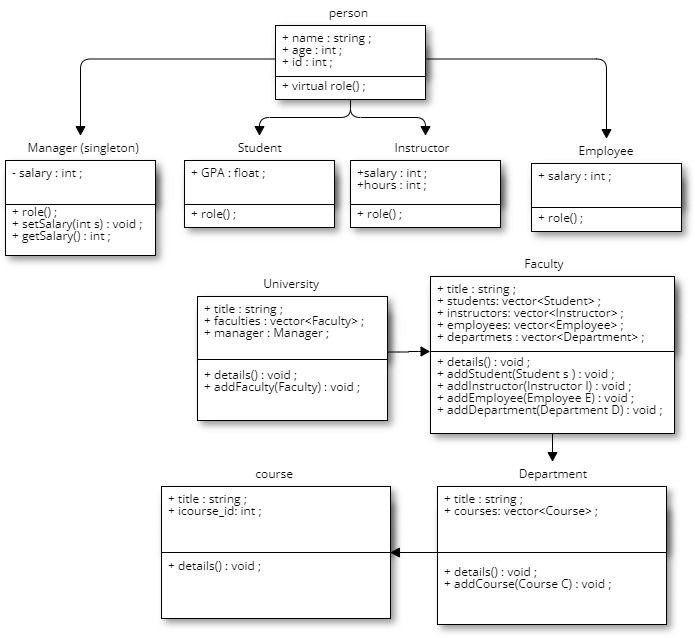 person
+ name : string ;
+ age : int ;
+ id : int ;
+ virtual role() ;
Manager (singleton)
- salary : int ;
+ role() ;
+ setSalary(int s) : void ;
+ getSalary() : int ;
Student
+ GPA : float ;
+ role() ;
Instructor
+salary : int ;
+hours : int ;
+ role() ;
Employee
+ salary : int ;
+ role() ;
University
+ title : string ;
+ faculties : vector<Faculty> ;
+ manager : Manager ;
+ details() : void ;
+ addFaculty(Faculty) : void ;
Faculty
+ title : string ;
+ students: vector<Student> ;
+ instructors: vector<Instructor> ;
+ employees: vector<Employee> ;
+ departmets : vector<Department> ;
+ details() : void ;
+ addStudent(Student s ) : void ;
+ addInstructor(Instructor I) : void ;
+ addEmployee(Employee E) : void ;
+ addDepartment(Department D) : void ;
course
+ title : string ;
+ icourse_id: int ;
+ details() : void ;
Department
+ title : string ;
+ courses: vector<Course> ;
+ details() : void ;
+ addCourse(Course C) : void ;